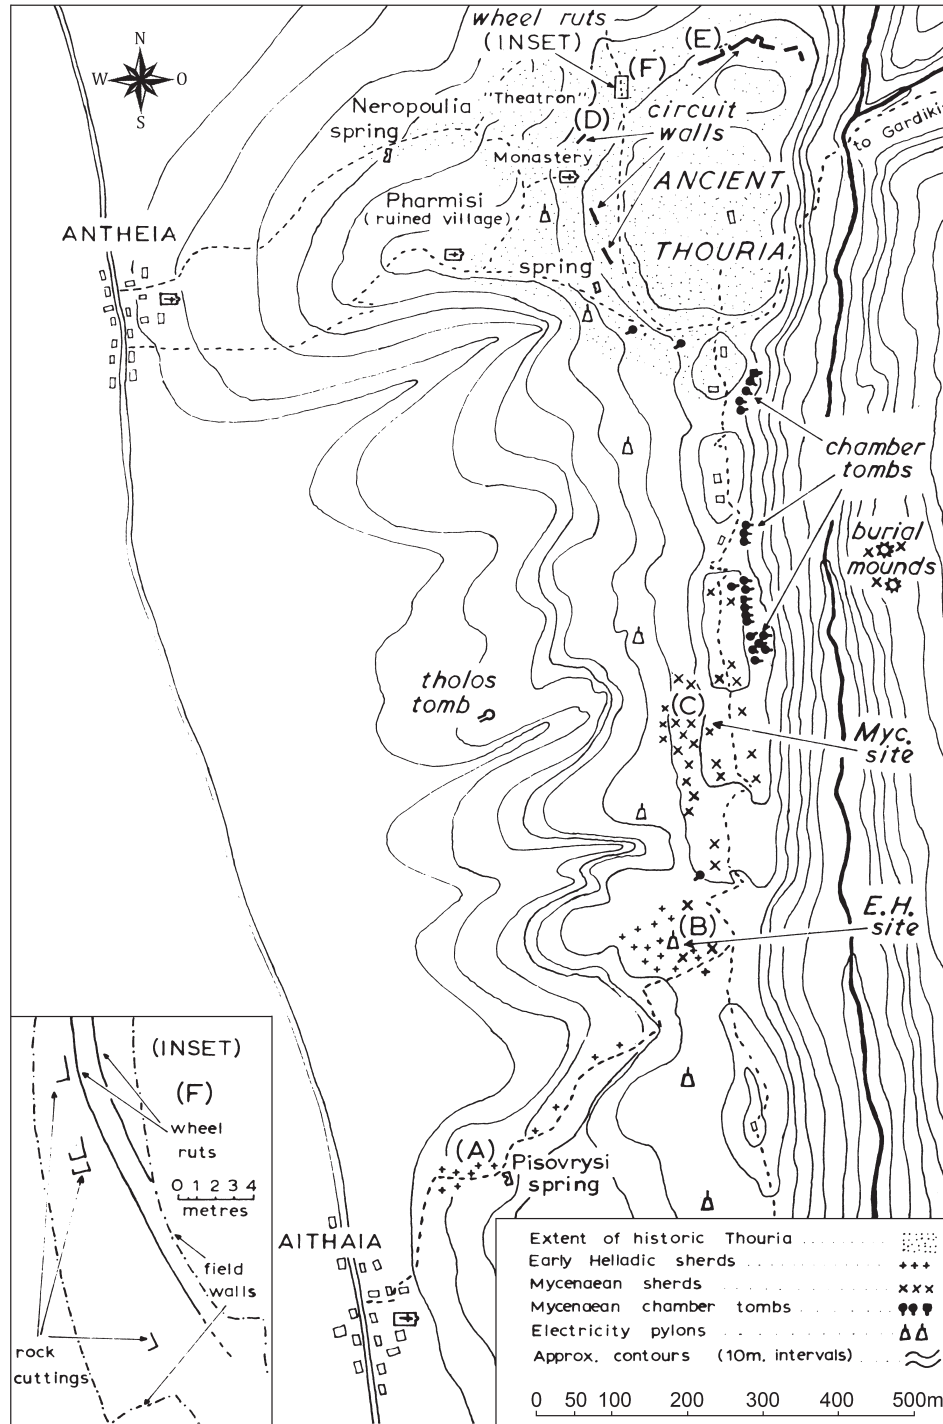 wheel ruts
(INSET)
(E)
(F)
N
W
O
S
"Theatron"
Neropoulia
spring
(D)
circuit
walls
to Gardiki
Monastery
ANCIENT
THOURIA
Pharmisi
(ruined village)
ANTHEIA
spring
chamber
tombs
burial
mounds
tholos
tomb
(C)
Myc.
site
(B)
E.H.
site
(A)
Pisovrysi
spring
AITHAIA
(INSET)
(F)
wheel
ruts
0 1 2 3 4
metres
field
walls
rock
cuttings
Extent of historic Thouria
Early Helladic sherds
Mycenaean sherds
Mycenaean chamber tombs
Electricity pylons
Approx. contours (10m. intervals)
0 100 200 300 400 500m